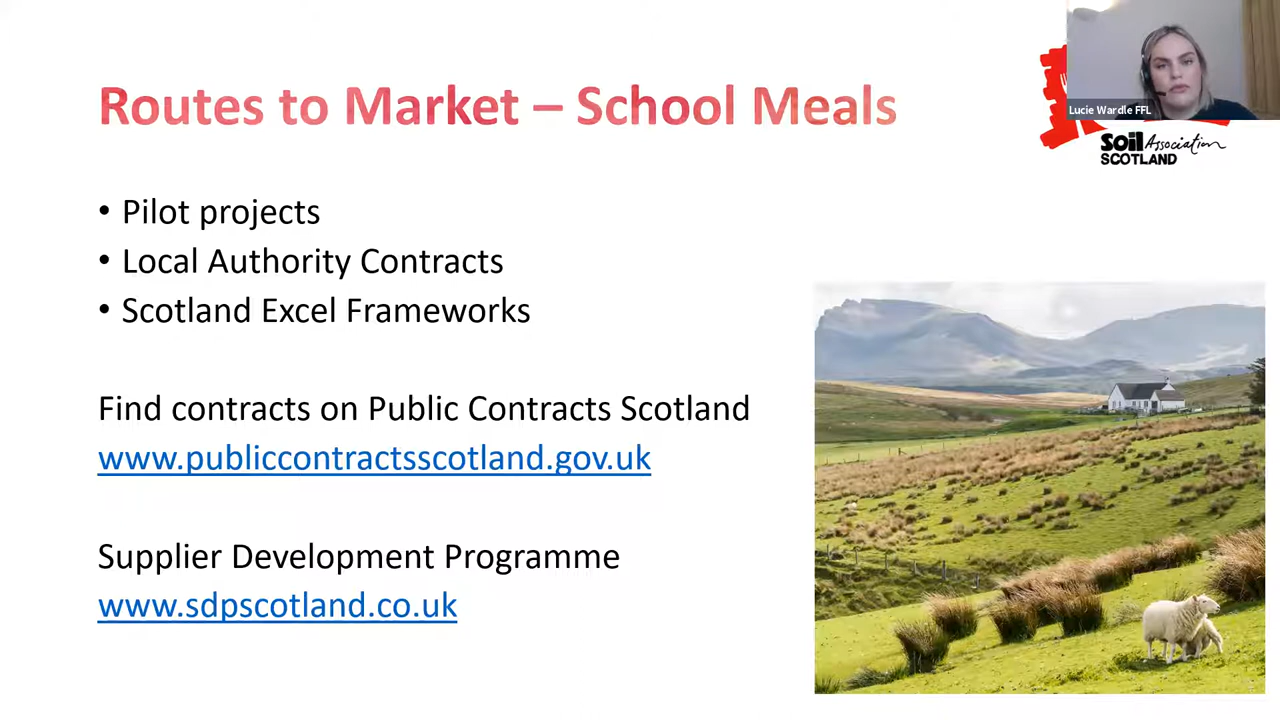 Routes to Market – School Meals
Lucie Wardle FFL
Soil Association
SCOTLAND
• Pilot projects
• Local Authority Contracts
• Scotland Excel Frameworks
Find contracts on Public Contracts Scotland
www.publiccontractsscotland.gov.uk
Supplier Development Programme
www.sdpscotland.co.uk